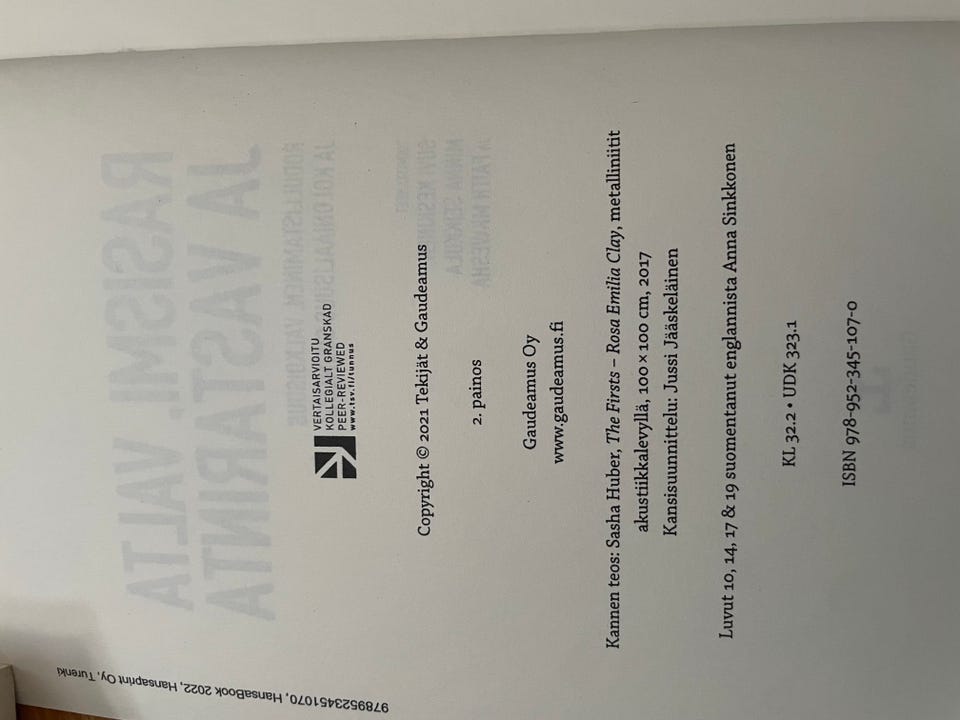 VERTAISARVIOITU
KOLLEGIALT GRANSKAD
PEER-REVIEWED
www.tsv.fi/tunnus
Copyright © 2021 Tekijät & Gaudeamus
2. painos
Gaudeamus Oy
www.gaudeamus.fi
Kannen teos: Sasha Huber, The Firsts – Rosa Emilia Clay, metalliniitit
akustiikkalevyllä, 100 × 100 cm, 2017
Kansisuunnittelu: Jussi Jääskeläinen
Luvut 10, 14, 17 & 19 suomentanut englannista Anna Sinkkonen
KL 32.2 • UDK 323.1
ISBN 978-952-345-107-0
9789523451070, HansaBook 2022, Hansaprint Oy, Turenki
RASISMI, VALTA
JA VASTARINTA